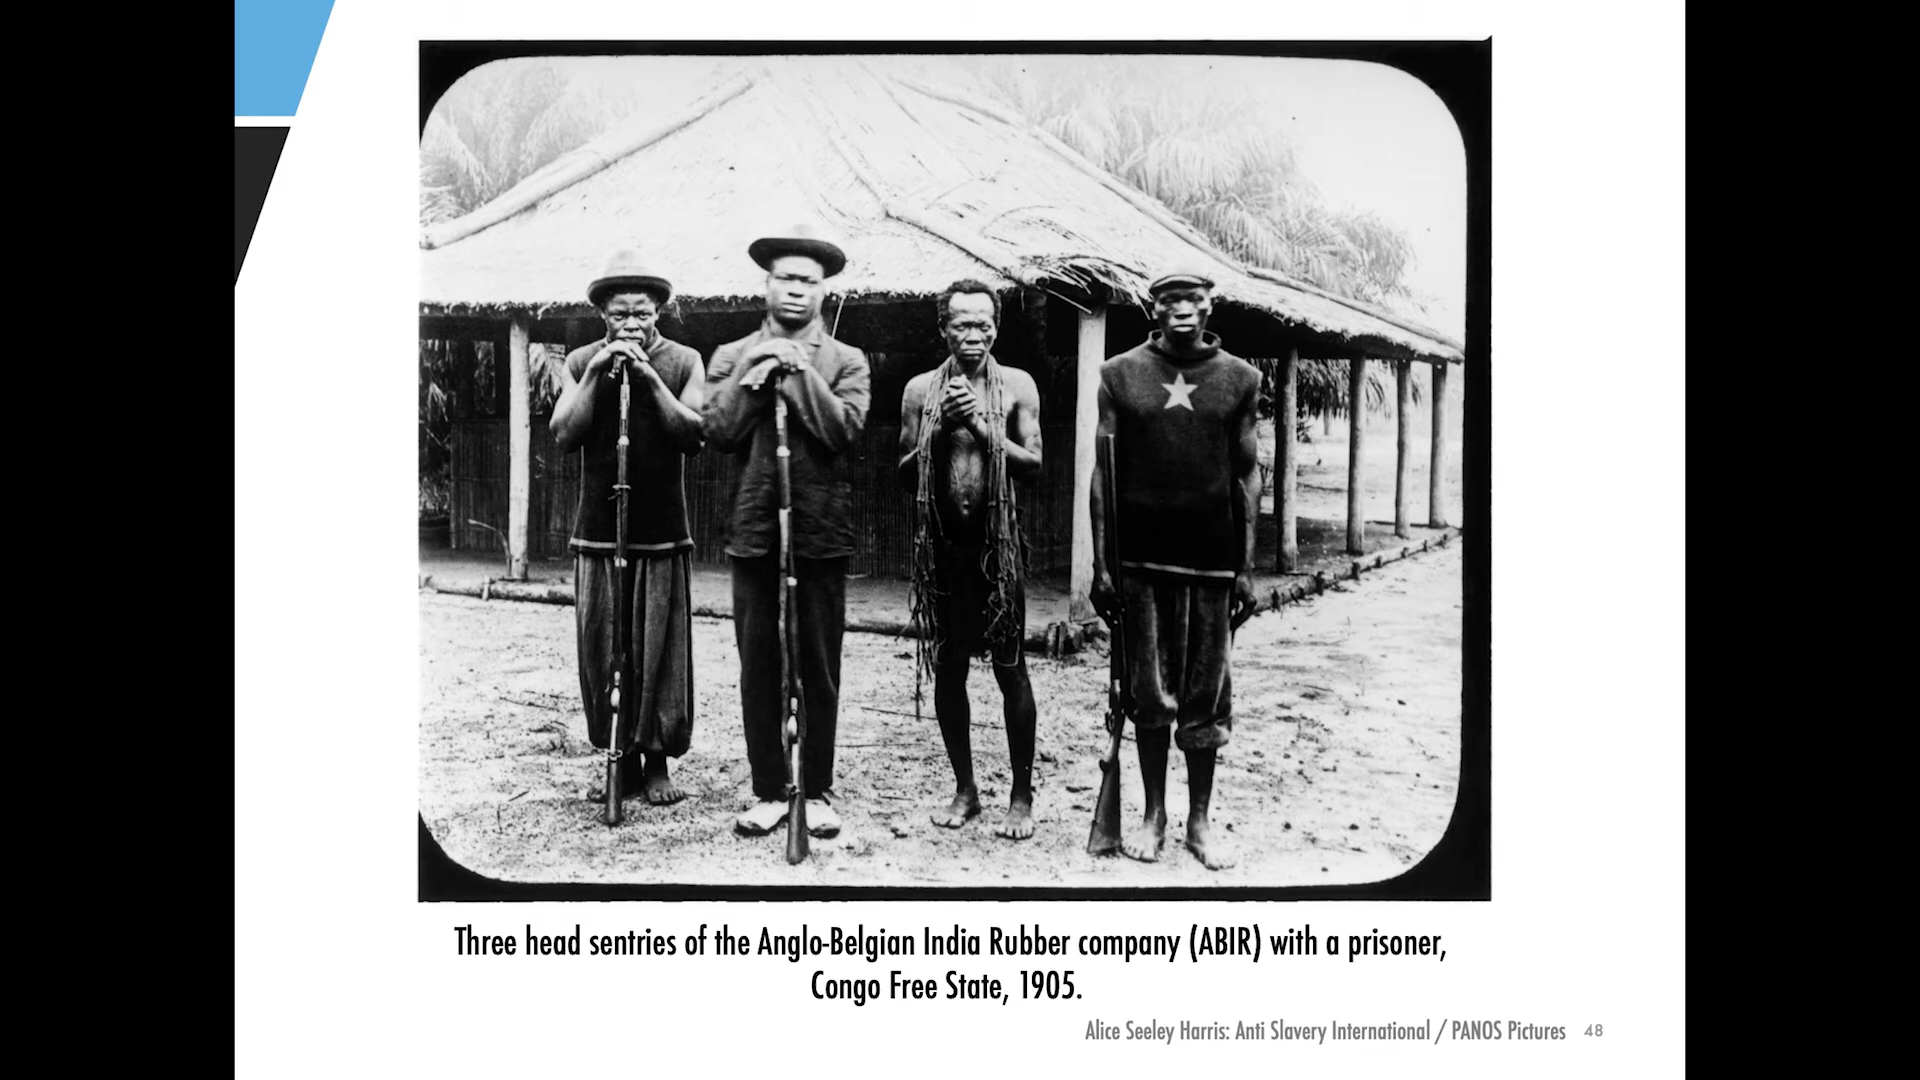 Three head sentries of the Anglo-Belgian India Rubber company (ABIR) with a prisoner,
Congo Free State, 1905.
Alice Seeley Harris: Anti Slavery International / PANOS Pictures 48